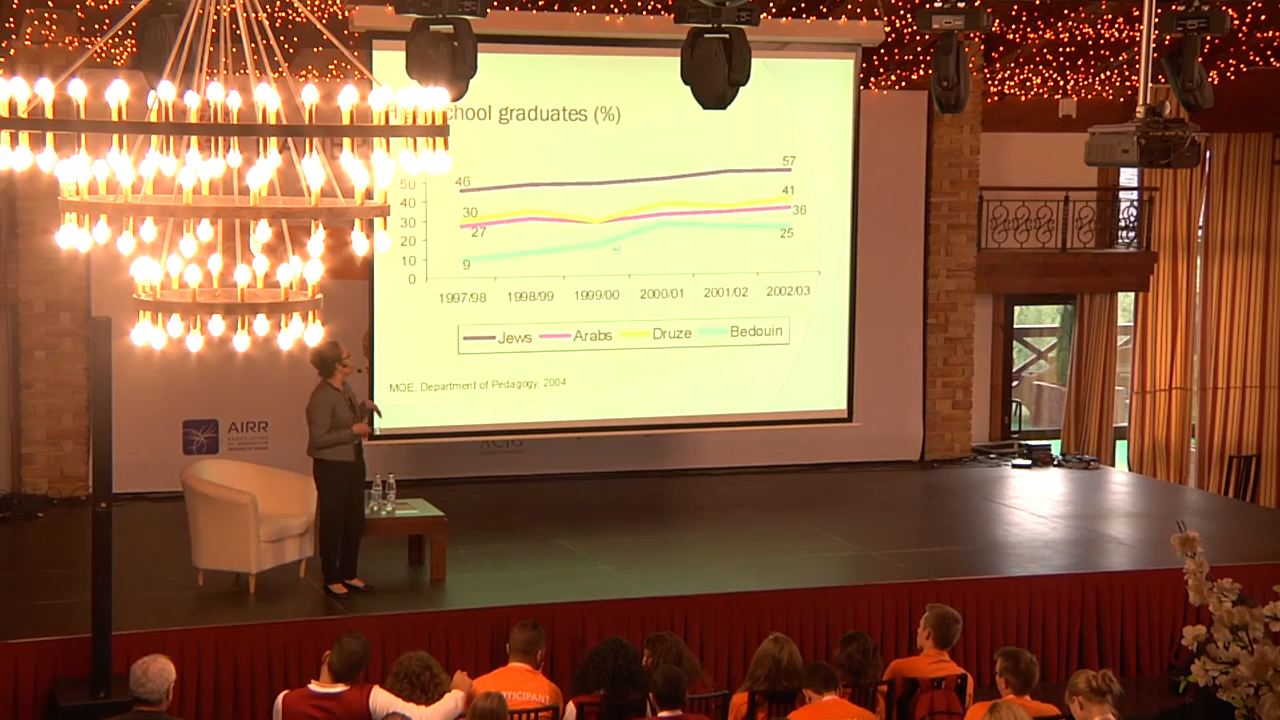 chool graduates (%)
57
46
50
41
40
30
36
30
27
25
20
9
10
0
1997/98 1998/99 1999/00 2000/01 2001/02 2002/03
Jews Arabs Druze Bedouin
MOE, Department of Pedagogy, 2004
AIRR
PARTICIPANT